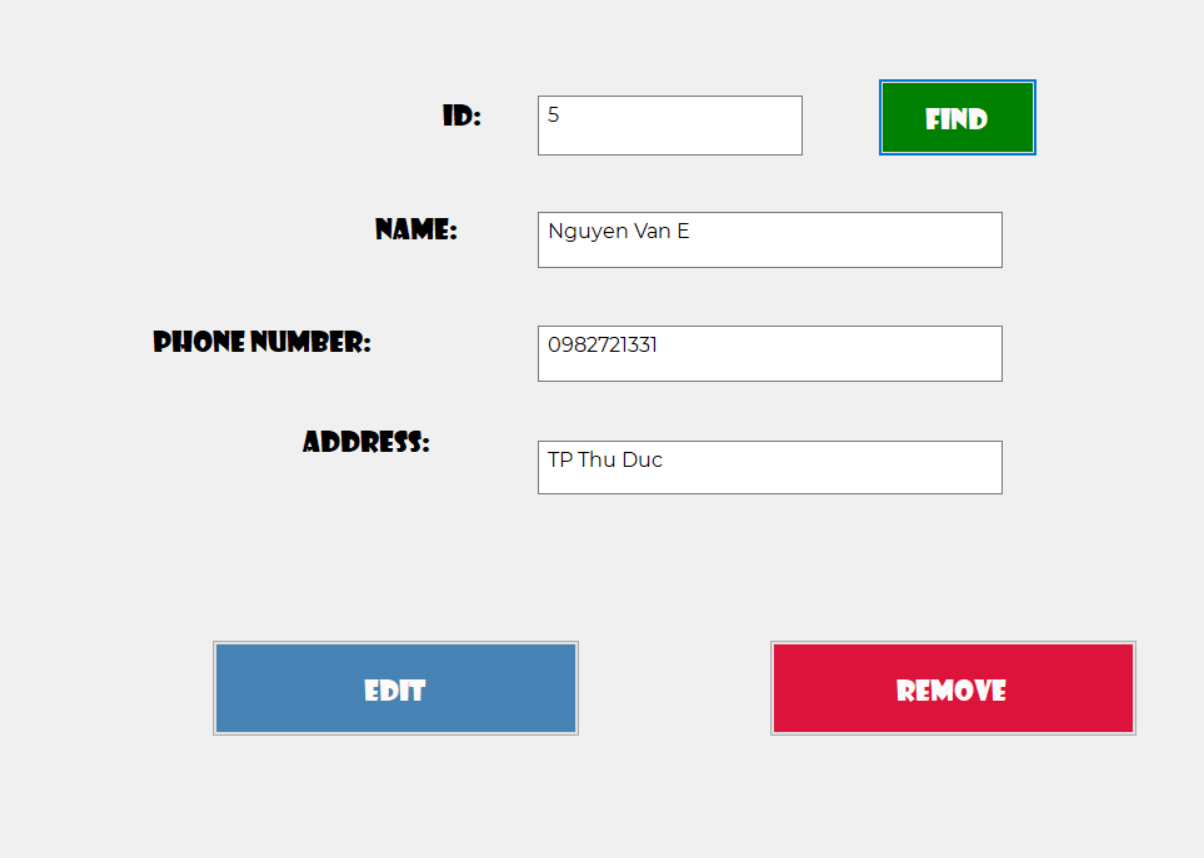 ID: 5 FIND
NAME: Nguyen Van E
PHONE NUMBER: 0982721331
ADDRESS: TP Thu Duc
EDIT REMOVE